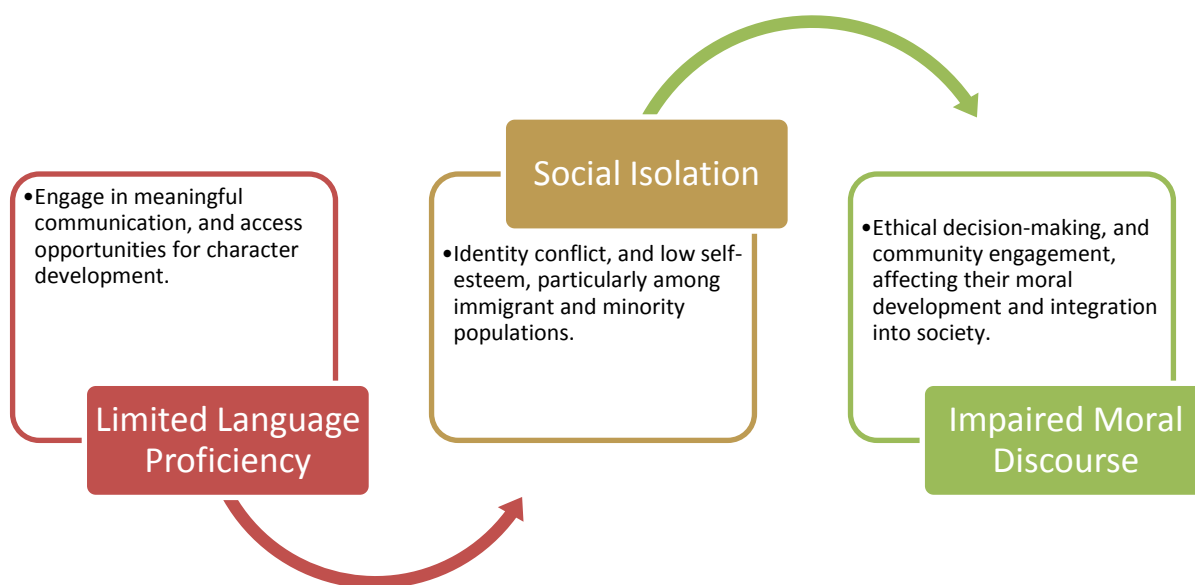 •Engage in meaningful
communication, and access
opportunities for character
development.
Limited Language
Proficiency
Social Isolation
•Identity conflict, and low self-
esteem, particularly among
immigrant and minority
populations.
•Ethical decision-making, and
community engagement,
affecting their moral
development and integration
into society.
Impaired Moral
Discourse